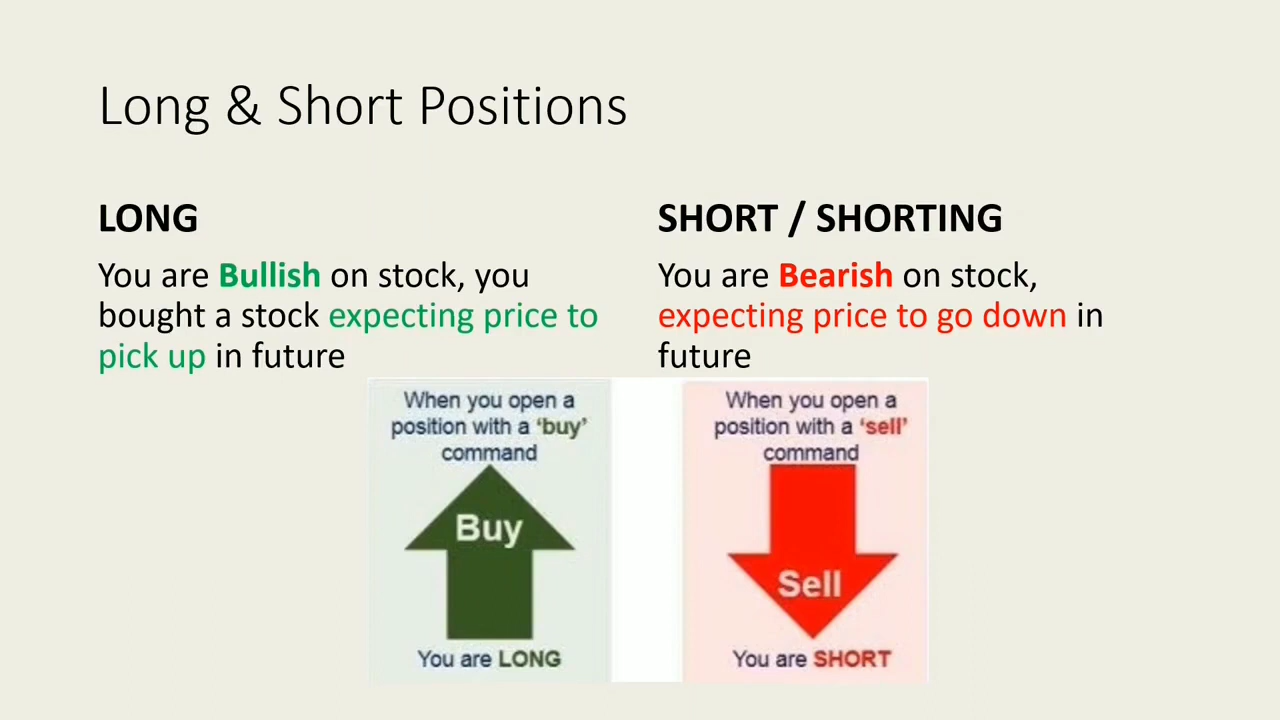 Long & Short Positions
LONG
You are Bullish on stock, you
bought a stock expecting price to
pick up in future
SHORT / SHORTING
You are Bearish on stock,
expecting price to go down in
future
When you open a
position with a ‘buy’
command
Buy
You are LONG
When you open a
position with a ‘sell’
command
Sell
You are SHORT